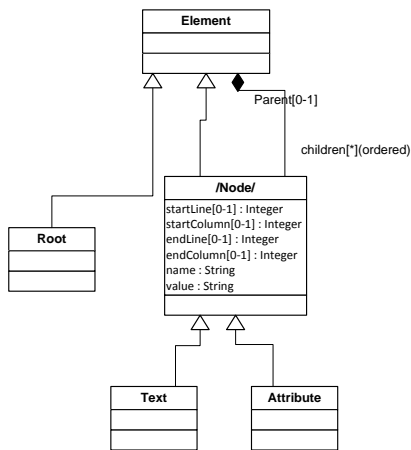 Element
Parent[0-1]
children[*](ordered)
/Node/
startLine[0-1] : Integer
startColumn[0-1] : Integer
endLine[0-1] : Integer
endColumn[0-1] : Integer
name : String
value : String
Root
Text
Attribute